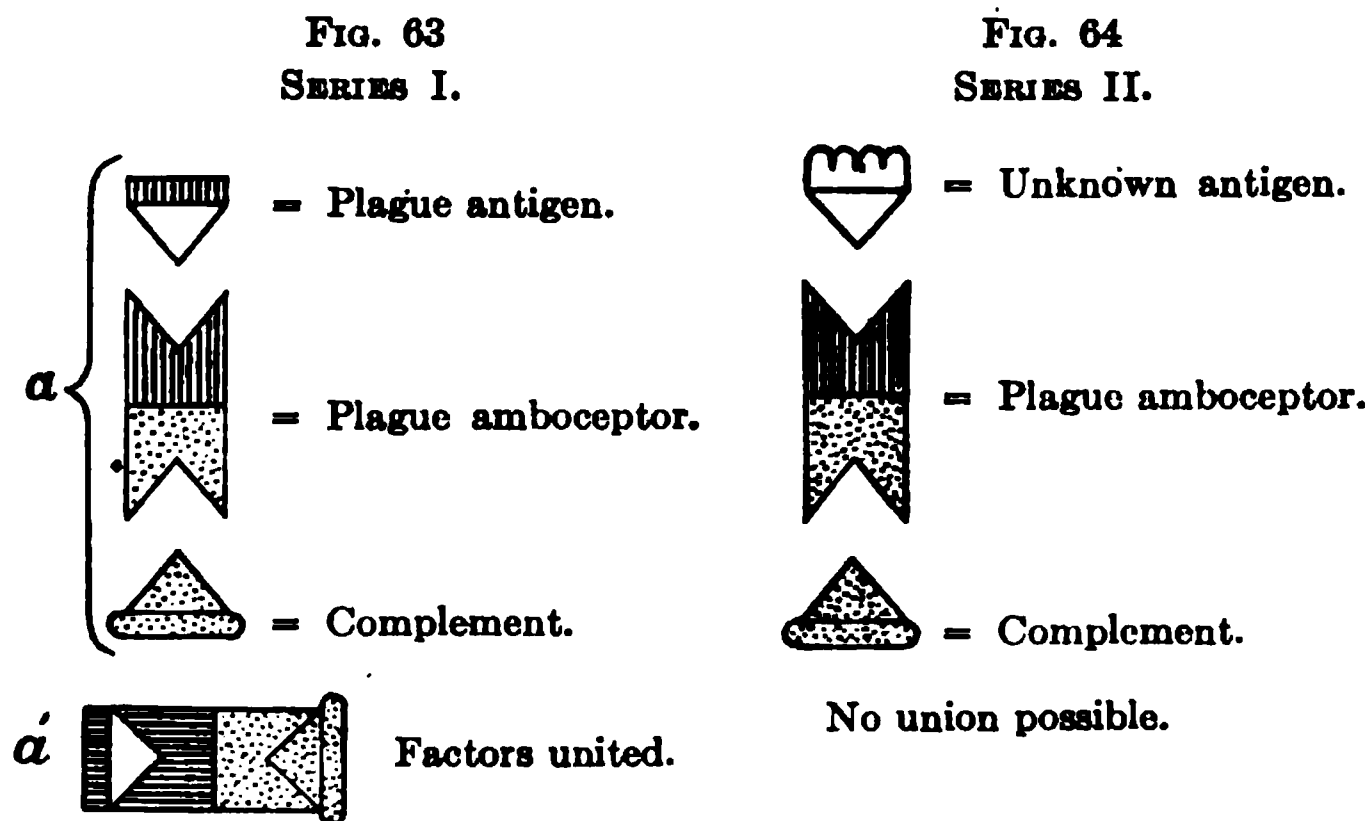 FIG. 63
SERIES I.
a
= Plague antigen.
= Plague amboceptor.
= Complement.
á
Factors united.
FIG. 64
SERIES II.
= Unknown antigen.
= Plague amboceptor.
= Complement.
No union possible.